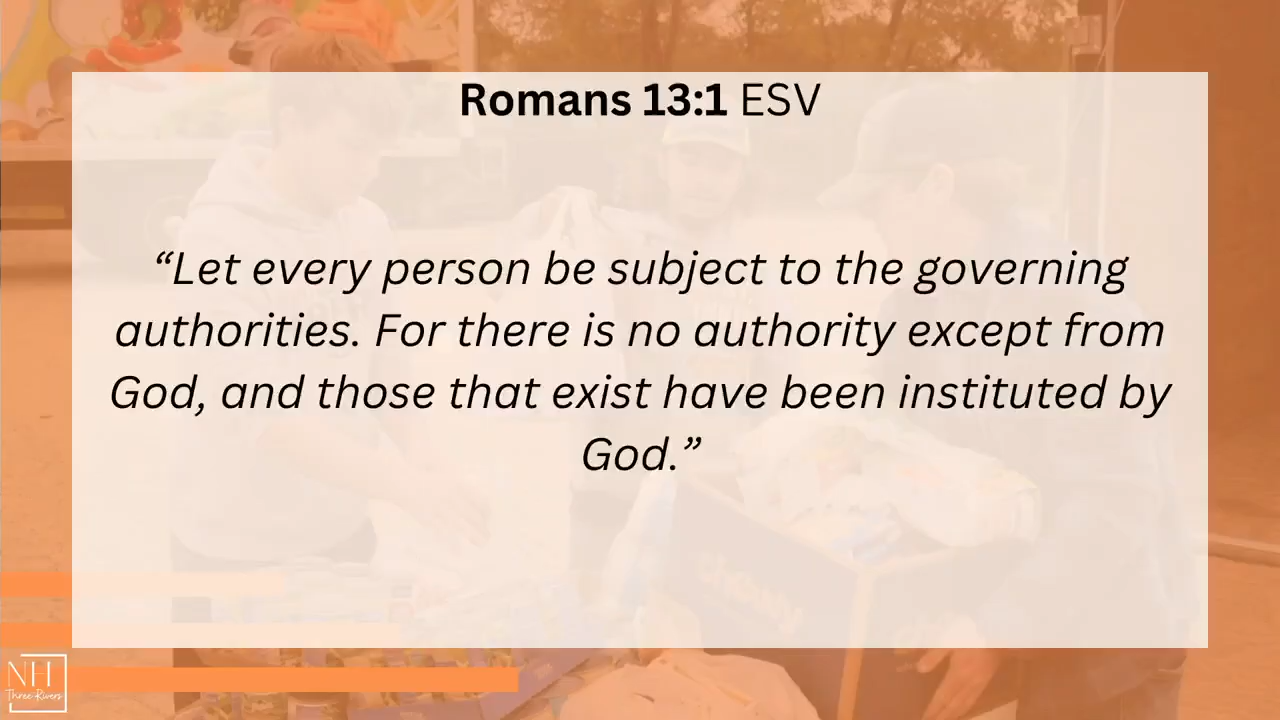 Romans 13:1 ESV
“Let every person be subject to the governing
authorities. For there is no authority except from
God, and those that exist have been instituted by
God.”
NH
Three Rivers